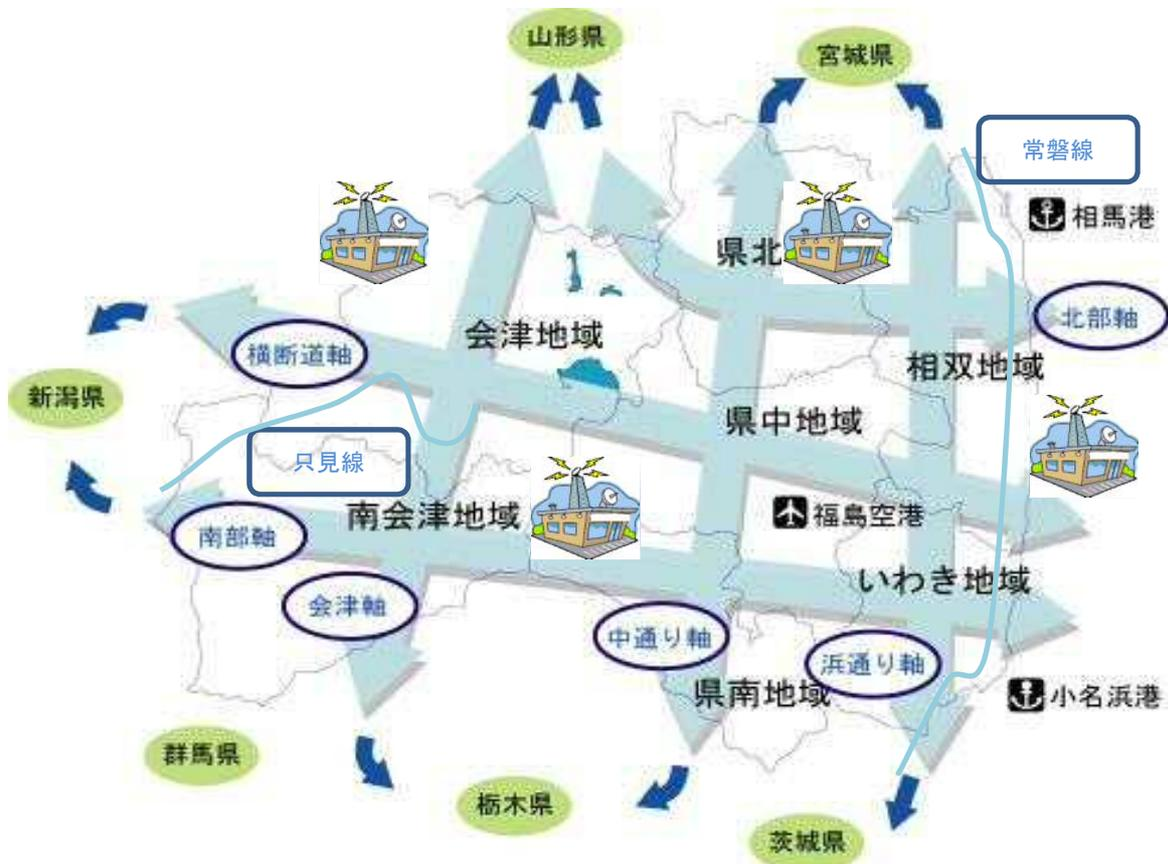 山形県
宮城県
常磐線
相馬港
県北
北部軸
会津地域
横断道軸
相双地域
新潟県
県中地域
只見線
南会津地域
福島空港
南部軸
いわき地域
会津軸
中通り軸
浜通り軸
県南地域
小名浜港
群馬県
栃木県
茨城県